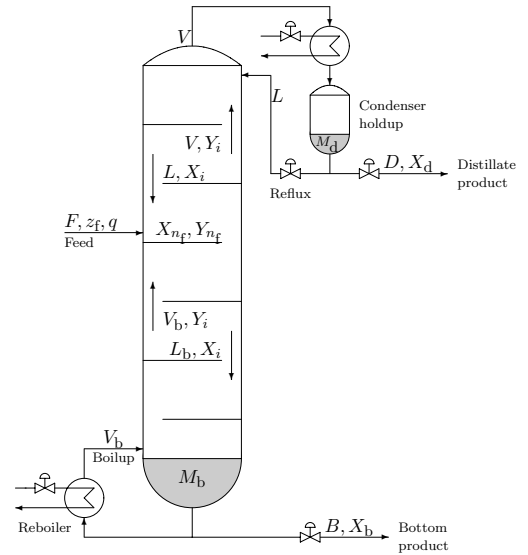 V
L
Condenser
holdup
M_d
V, Y_i
L, X_i
D, X_d
Distillate
product
Reflux
F, z_f, q
Feed
X_{n_f}, Y_{n_f}
V_b, Y_i
L_b, X_i
V_b
Boilup
M_b
Reboiler
B, X_b
Bottom
product